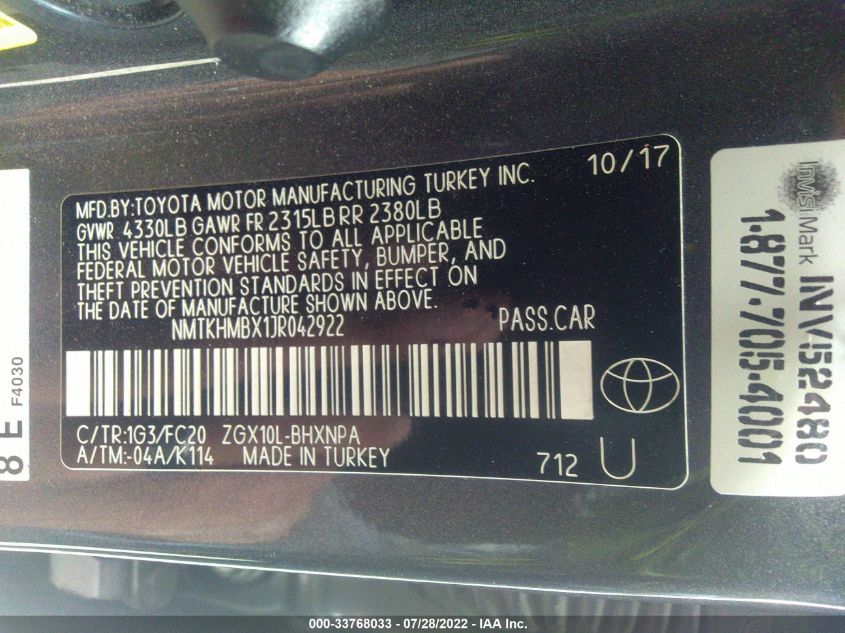 MFD.BY:TOYOTA MOTOR MANUFACTURING TURKEY INC. 10/17
GVWR 4330LB GAWR FR 2315LB RR 2380LB
THIS VEHICLE CONFORMS TO ALL APPLICABLE
FEDERAL MOTOR VEHICLE SAFETY, BUMPER, AND
THEFT PREVENTION STANDARDS IN EFFECT ON
THE DATE OF MANUFACTURE SHOWN ABOVE.
NMTKHMBX1JR042922 PASS.CAR
C/TR:1G3/FC20 ZGX10L-BHXNPA
A/TM:-04A/K114 MADE IN TURKEY
712 U
8 E F4030
InVisiMark
INV52480
1-877-705-4001
000-33768033 / 07/28/2022 / IAA Inc.